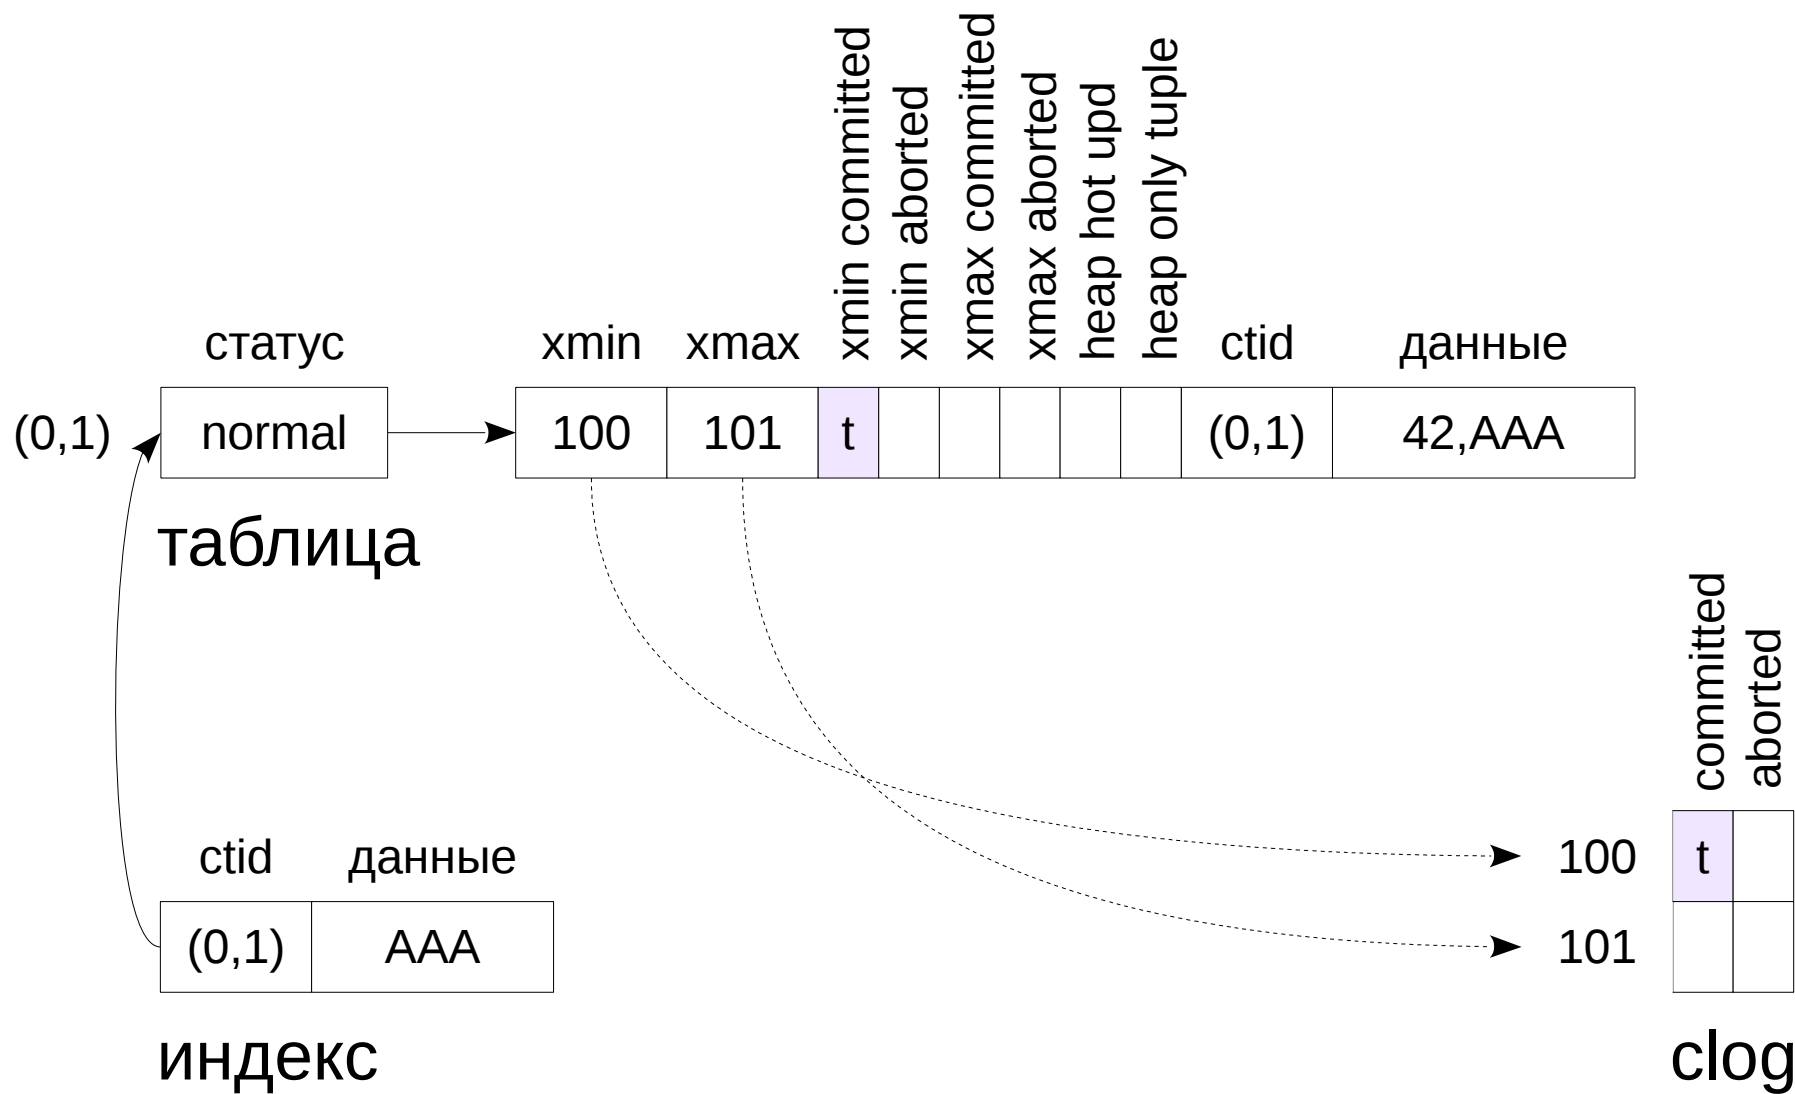 xmin committed
xmin aborted
xmax committed
xmax aborted
heap hot upd
heap only tuple
статус xmin xmax ctid данные
(0,1) normal 100 101 t (0,1) 42,AAA
таблица
committed
aborted
ctid данные
100 t
(0,1) AAA
101
индекс
clog